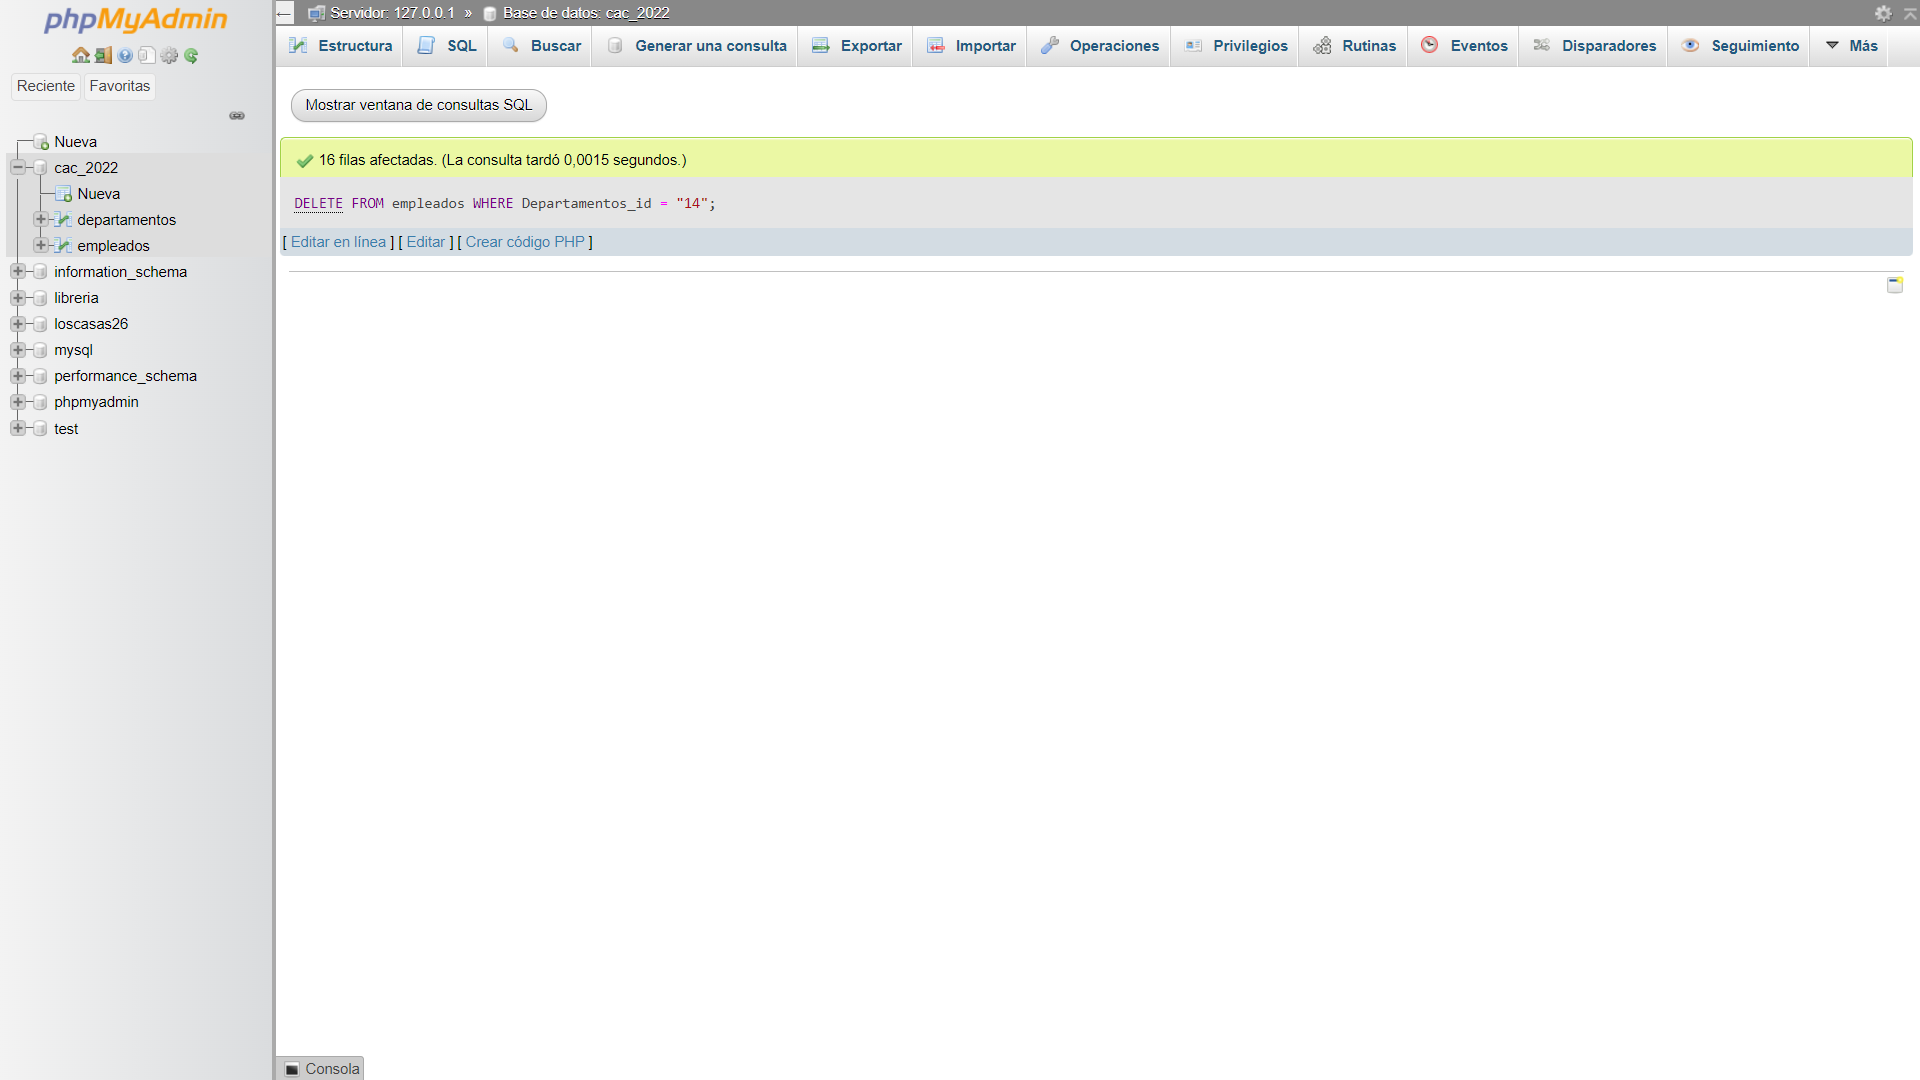 phpMyAdmin
Reciente Favoritas
Nueva
cac_2022
Nueva
departamentos
empleados
information_schema
libreria
loscasas26
mysql
performance_schema
phpmyadmin
test
Servidor: 127.0.0.1 » Base de datos: cac_2022
Estructura SQL Buscar Generar una consulta Exportar Importar Operaciones Privilegios Rutinas Eventos Disparadores Seguimiento Más
Mostrar ventana de consultas SQL
16 filas afectadas. (La consulta tardó 0,0015 segundos.)
DELETE FROM empleados WHERE Departamentos_id = "14";
[ Editar en línea ] [ Editar ] [ Crear código PHP ]
Consola